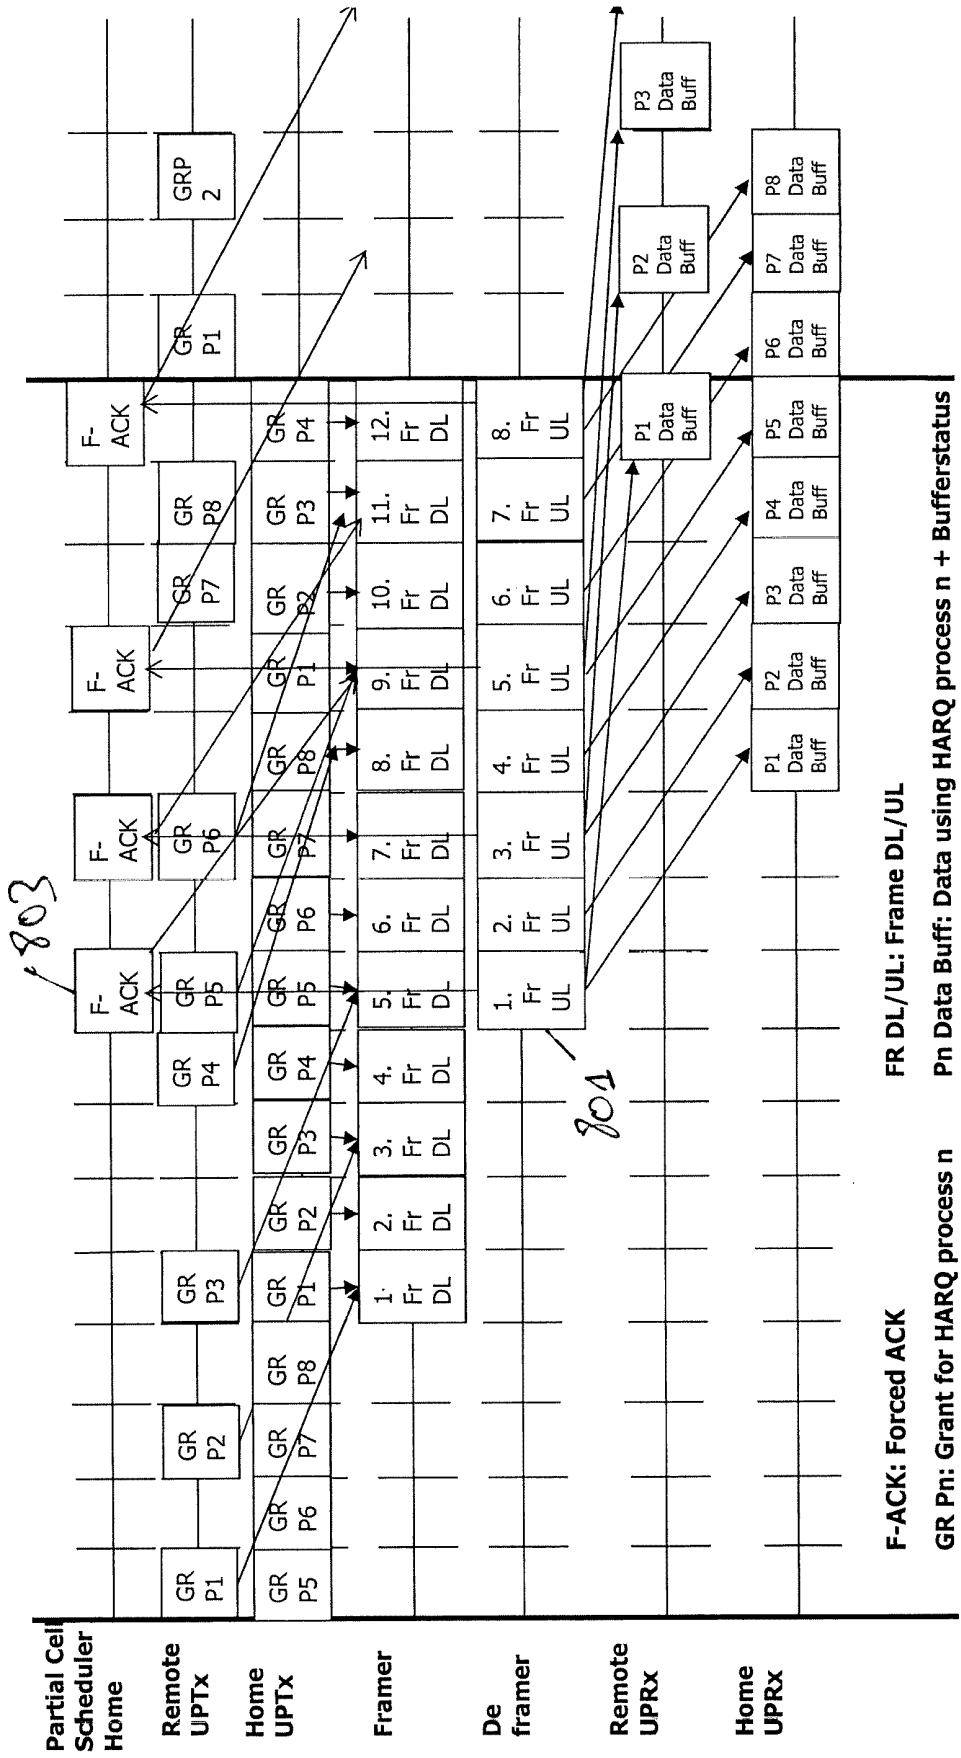 Partial Cell
Scheduler
Home
F-
ACK
F-
ACK
F-
ACK
F-
ACK
803
Remote
UPTx
GR
P1
GR
P2
GR
P3
GR
P4
GR
P5
GR
P6
GR
P7
GR
P8
GR
P1
GRP
2
Home
UPTx
GR
P5
GR
P6
GR
P7
GR
P8
GR
P1
GR
P2
GR
P3
GR
P4
GR
P5
GR
P6
GR
P7
GR
P8
GR
P1
GR
P2
GR
P3
GR
P4
Framer
1.
Fr
DL
2.
Fr
DL
3.
Fr
DL
4.
Fr
DL
5.
Fr
DL
6.
Fr
DL
7.
Fr
DL
8.
Fr
DL
9.
Fr
DL
10.
Fr
DL
11.
Fr
DL
12.
Fr
DL
De
framer
1.
Fr
UL
2.
Fr
UL
3.
Fr
UL
4.
Fr
UL
5.
Fr
UL
6.
Fr
UL
7.
Fr
UL
8.
Fr
UL
801
Remote
UPRx
P1
Data
Buff
P2
Data
Buff
P3
Data
Buff
Home
UPRx
P1
Data
Buff
P2
Data
Buff
P3
Data
Buff
P4
Data
Buff
P5
Data
Buff
P6
Data
Buff
P7
Data
Buff
P8
Data
Buff
F-ACK: Forced ACK
FR DL/UL: Frame DL/UL
GR Pn: Grant for HARQ process n
Pn Data Buff: Data using HARQ process n + Bufferstatus